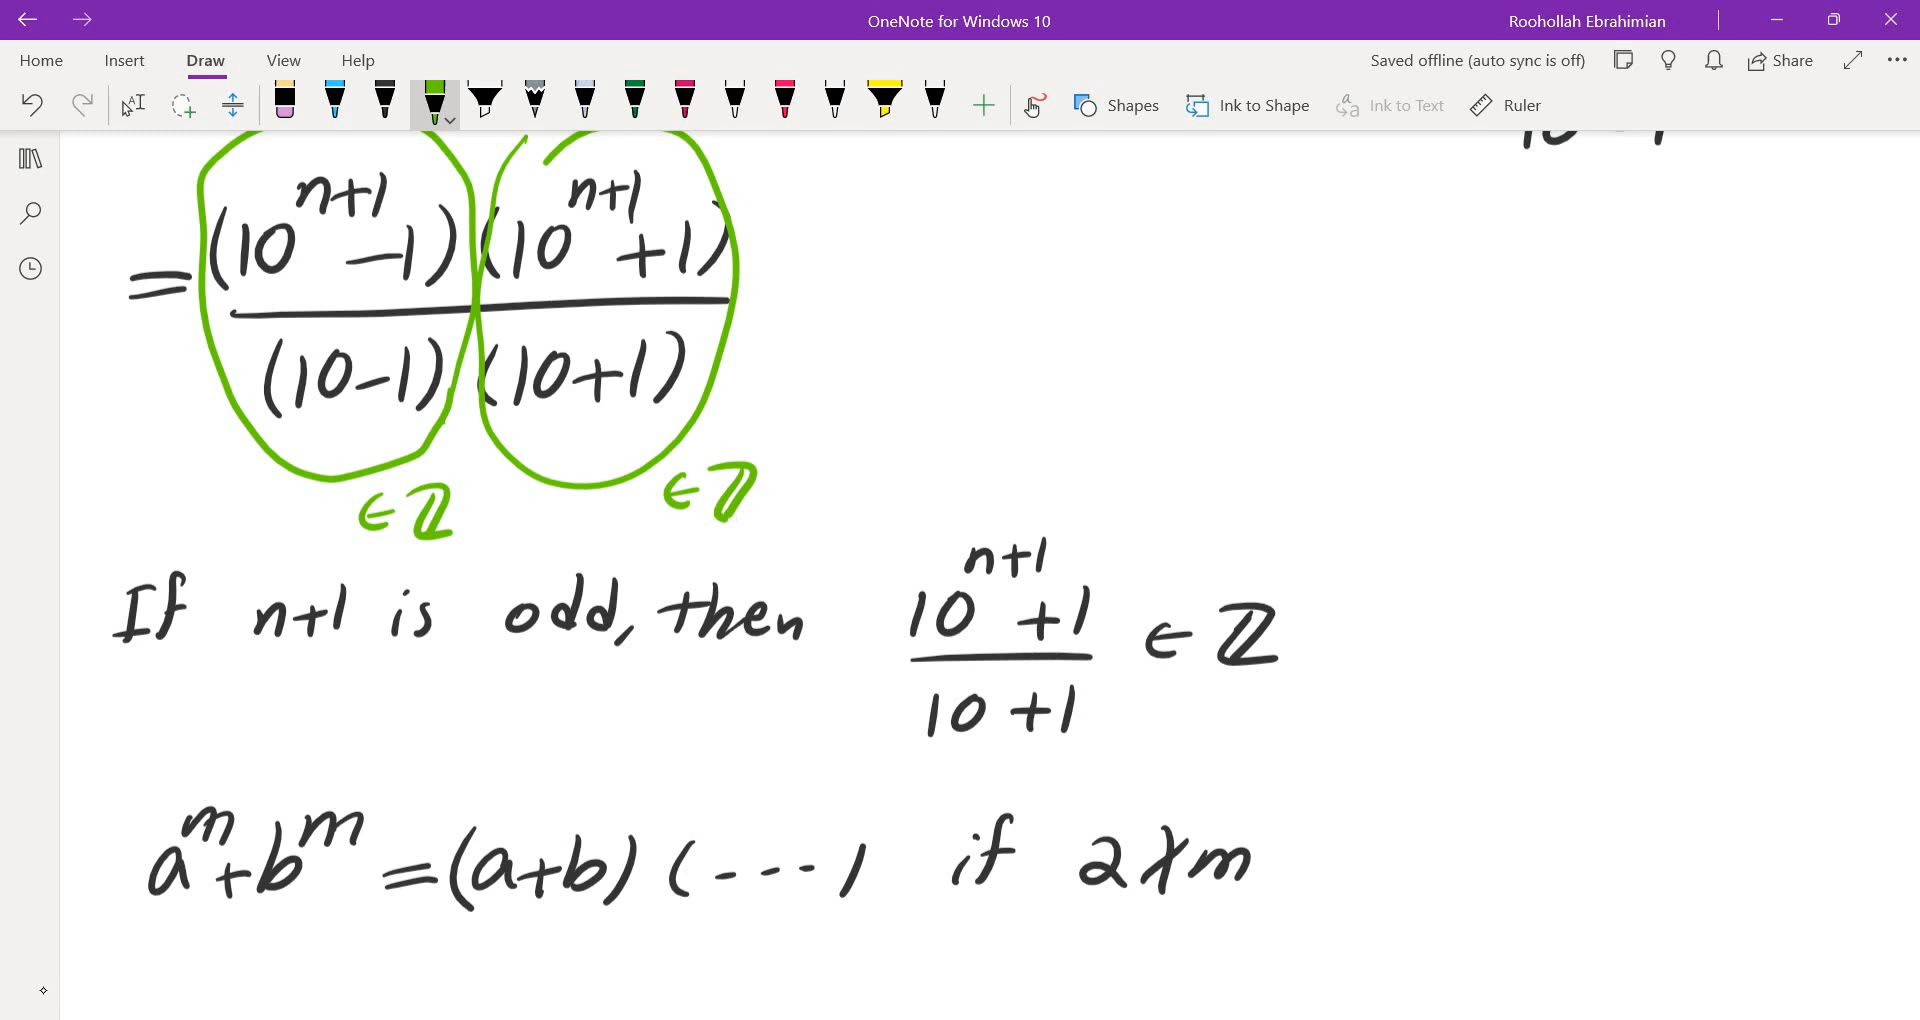 OneNote for Windows 10
Roohollah Ebrahimian
Home Insert Draw View Help
Saved offline (auto sync is off) Share
Shapes Ink to Shape Ink to Text Ruler
= (10^{n+1} - 1)(10^{n+1} + 1) / (10-1)(10+1)
∈ ℤ ∈ ℤ
If n+1 is odd, then (10^{n+1} + 1) / (10+1) ∈ ℤ
a^m + b^m = (a+b)(----) if 2∤m